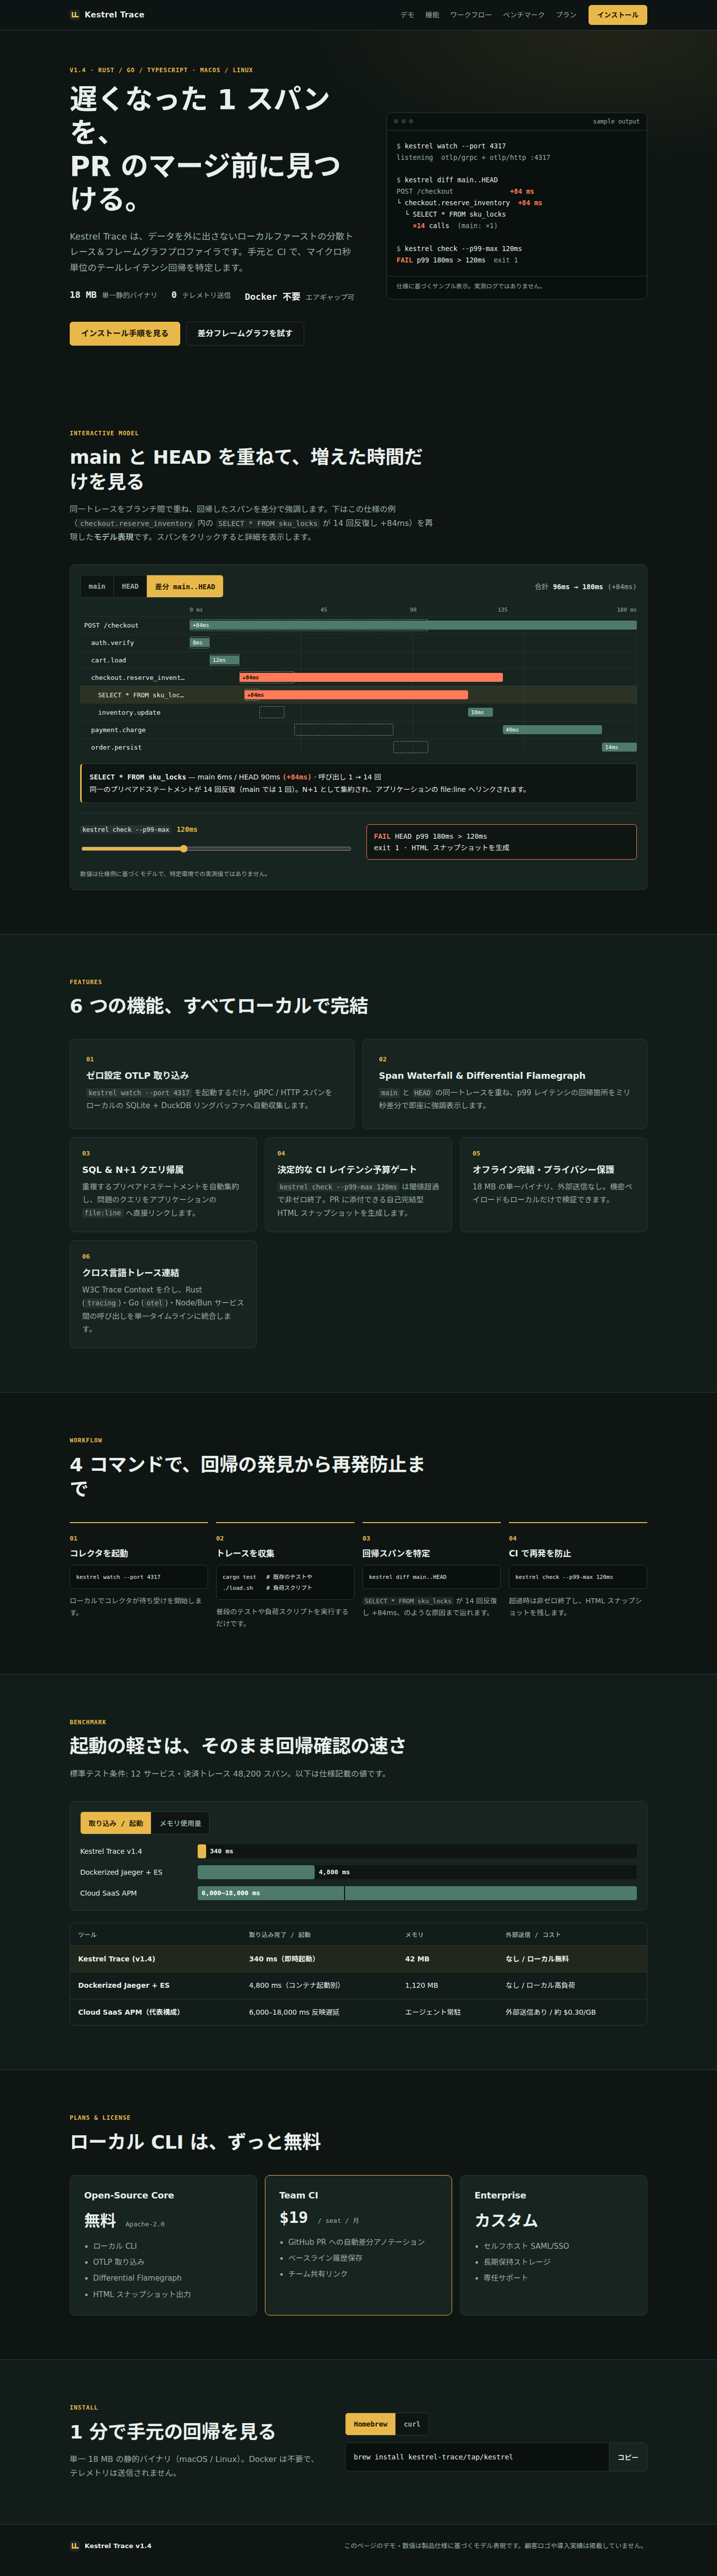 Kestrel Trace
デモ 機能 ワークフロー ベンチマーク プラン インストール
V1.4 · RUST / GO / TYPESCRIPT · MACOS / LINUX
遅くなった 1 スパン
を、
PR のマージ前に見つ
ける。
Kestrel Trace は、データを外に出さないローカルファーストの分散ト
レース＆フレームグラフプロファイラです。手元と CI で、マイクロ秒
単位のテールレイテンシ回帰を特定します。
18 MB 単一静的バイナリ 0 テレメトリ送信 Docker 不要 エアギャップ可
インストール手順を見る 差分フレームグラフを試す
sample output
$ kestrel watch --port 4317
listening otlp/grpc + otlp/http :4317
$ kestrel diff main..HEAD
POST /checkout +84 ms
└ checkout.reserve_inventory +84 ms
└ SELECT * FROM sku_locks
×14 calls (main: ×1)
$ kestrel check --p99-max 120ms
FAIL p99 180ms > 120ms exit 1
仕様に基づくサンプル表示。実測ログではありません。
INTERACTIVE MODEL
main と HEAD を重ねて、増えた時間だ
けを見る
同一トレースをブランチ間で重ね、回帰したスパンを差分で強調します。下はこの仕様の例
（checkout.reserve_inventory 内の SELECT * FROM sku_locks が 14 回反復し +84ms）を再
現したモデル表現です。スパンをクリックすると詳細を表示します。
main HEAD 差分 main..HEAD
合計 96ms → 180ms (+84ms)
0 ms 45 90 135 180 ms
POST /checkout +84ms
auth.verify 8ms
cart.load 12ms
checkout.reserve_invent… +84ms
SELECT * FROM sku_loc… +84ms
inventory.update 10ms
payment.charge 40ms
order.persist 14ms
SELECT * FROM sku_locks — main 6ms / HEAD 90ms (+84ms) · 呼び出し 1 → 14 回
同一のプリペアドステートメントが 14 回反復（main では 1 回）。N+1 として集約され、アプリケーションの file:line へリンクされます。
kestrel check --p99-max 120ms
FAIL HEAD p99 180ms > 120ms
exit 1 · HTML スナップショットを生成
数値は仕様例に基づくモデルで、特定環境での実測値ではありません。
FEATURES
6 つの機能、すべてローカルで完結
01
ゼロ設定 OTLP 取り込み
kestrel watch --port 4317 を起動するだけ。gRPC / HTTP スパンを
ローカルの SQLite + DuckDB リングバッファへ自動収集します。
02
Span Waterfall & Differential Flamegraph
main と HEAD の同一トレースを重ね、p99 レイテンシの回帰箇所をミリ
秒差分で即座に強調表示します。
03
SQL & N+1 クエリ帰属
重複するプリペアドステートメントを自動集約
し、問題のクエリをアプリケーションの
file:line へ直接リンクします。
04
決定的な CI レイテンシ予算ゲート
kestrel check --p99-max 120ms は閾値超過
で非ゼロ終了。PR に添付できる自己完結型
HTML スナップショットを生成します。
05
オフライン完結・プライバシー保護
18 MB の単一バイナリ、外部送信なし。機密ペ
イロードもローカルだけで検証できます。
06
クロス言語トレース連結
W3C Trace Context を介し、Rust
(tracing)・Go (otel)・Node/Bun サービス
間の呼び出しを単一タイムラインに統合しま
す。
WORKFLOW
4 コマンドで、回帰の発見から再発防止ま
で
01
コレクタを起動
kestrel watch --port 4317
ローカルでコレクタが待ち受けを開始しま
す。
02
トレースを収集
cargo test # 既存のテストや
./load.sh # 負荷スクリプト
普段のテストや負荷スクリプトを実行する
だけです。
03
回帰スパンを特定
kestrel diff main..HEAD
SELECT * FROM sku_locks が 14 回反復
し +84ms、のような原因まで辿れます。
04
CI で再発を防止
kestrel check --p99-max 120ms
超過時は非ゼロ終了し、HTML スナップシ
ョットを残します。
BENCHMARK
起動の軽さは、そのまま回帰確認の速さ
標準テスト条件: 12 サービス・決済トレース 48,200 スパン。以下は仕様記載の値です。
取り込み / 起動 メモリ使用量
Kestrel Trace v1.4 340 ms
Dockerized Jaeger + ES 4,800 ms
Cloud SaaS APM 6,000–18,000 ms
ツール 取り込み完了 / 起動 メモリ 外部送信 / コスト
Kestrel Trace (v1.4) 340 ms（即時起動） 42 MB なし / ローカル無料
Dockerized Jaeger + ES 4,800 ms（コンテナ起動別） 1,120 MB なし / ローカル高負荷
Cloud SaaS APM（代表構成） 6,000–18,000 ms 反映遅延 エージェント常駐 外部送信あり / 約 $0.30/GB
PLANS & LICENSE
ローカル CLI は、ずっと無料
Open-Source Core
無料 Apache-2.0
• ローカル CLI
• OTLP 取り込み
• Differential Flamegraph
• HTML スナップショット出力
Team CI
$19 / seat / 月
• GitHub PR への自動差分アノテーション
• ベースライン履歴保存
• チーム共有リンク
Enterprise
カスタム
• セルフホスト SAML/SSO
• 長期保持ストレージ
• 専任サポート
INSTALL
1 分で手元の回帰を見る
単一 18 MB の静的バイナリ（macOS / Linux）。Docker は不要で、
テレメトリは送信されません。
Homebrew curl
brew install kestrel-trace/tap/kestrel コピー
Kestrel Trace v1.4
このページのデモ・数値は製品仕様に基づくモデル表現です。顧客ロゴや導入実績は掲載していません。